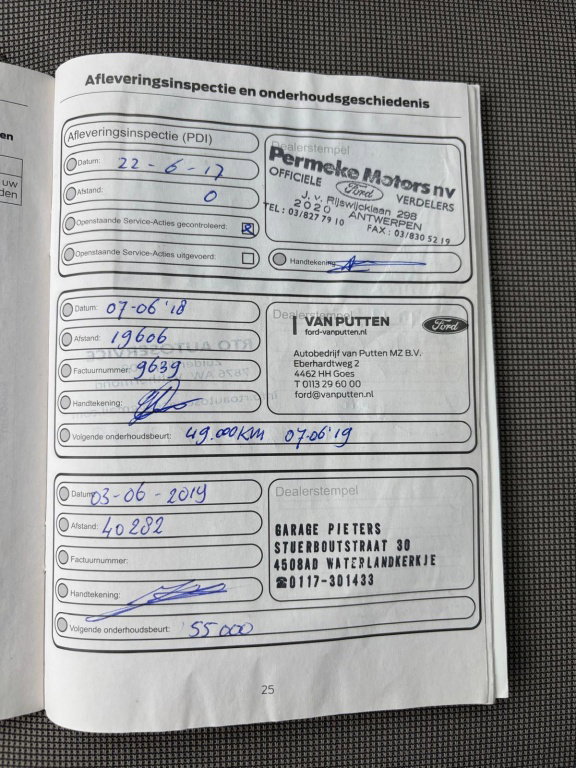 en
uw
den
Afleveringsinspectie en onderhoudsgeschiedenis
Afleveringsinspectie (PDI)
Datum: 22-6-17
Afstand: 0
Openstaande Service-Acties gecontroleerd:
Openstaande Service-Acties uitgevoerd:
Dealerstempel
Permeke Motors nv
OFFICIELE Ford VERDELERS
J. v. Rijswijcklaan 298
2020 ANTWERPEN
TEL : 03/827 79 10 FAX : 03/830 52 19
Handtekening:
Datum: 07-06'18
Afstand: 19606
Factuurnummer: 9639
Handtekening:
Dealerstempel
VAN PUTTEN Ford
ford-vanputten.nl
Autobedrijf van Putten MZ B.V.
Eberhardtweg 2
4462 HH Goes
T 0113 29 60 00
ford@vanputten.nl
Volgende onderhoudsbeurt: 49.000KM 07-06'19
Datum: 03-06-2019
Afstand: 40282
Factuurnummer:
Handtekening:
Dealerstempel
GARAGE PIETERS
STUERBOUTSTRAAT 30
4508AD WATERLANDKERKJE
☎0117-301433
Volgende onderhoudsbeurt: 55000
25